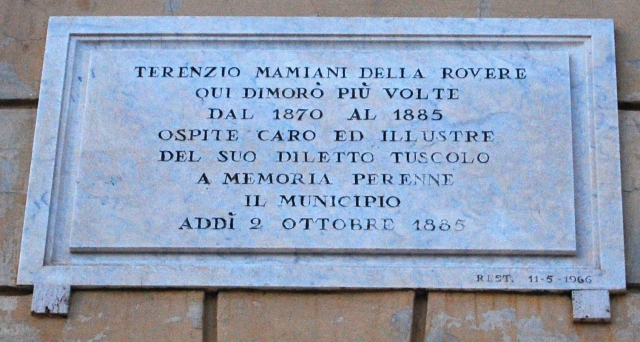 TERENZIO MAMIANI DELLA ROVERE
QUI DIMORÒ PIÙ VOLTE
DAL 1870 AL 1885
OSPITE CARO ED ILLUSTRE
DEL SUO DILETTO TUSCOLO
A MEMORIA PERENNE
IL MUNICIPIO
ADDÌ 2 OTTOBRE 1885
REST. 11-5-1966